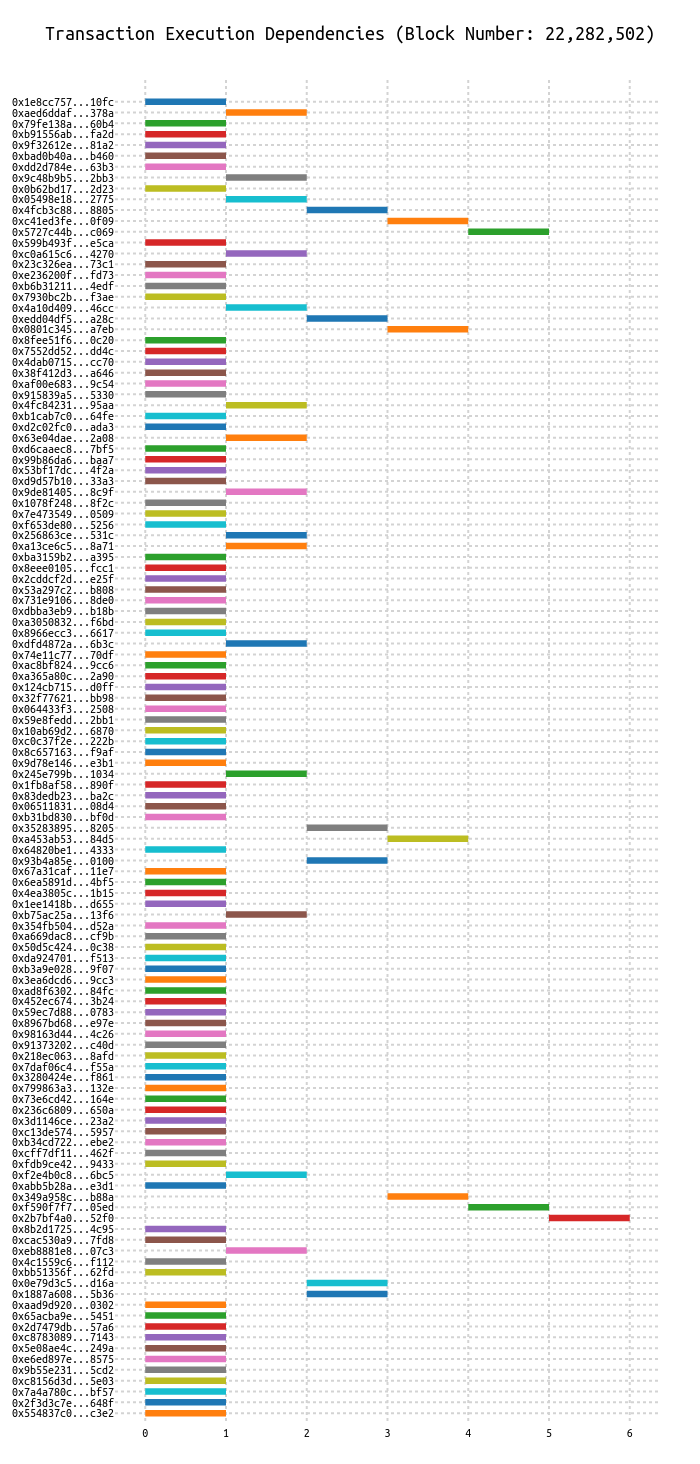 Transaction Execution Dependencies (Block Number: 22,282,502)
0x1e8cc757...10fc
0xaed6ddaf...378a
0x79fe138a...60b4
0xb91556ab...fa2d
0x9f32612e...81a2
0xbad0b40a...b460
0xdd2d784e...63b3
0x9c48b9b5...2bb3
0x0b62bd17...2d23
0x05498e18...2775
0x4fcb3c88...8805
0xc41ed3fe...0f09
0x5727c44b...c069
0x599b493f...e5ca
0xc0a615c6...4270
0x23c326ea...73c1
0xe236200f...fd73
0xb6b31211...4edf
0x7930bc2b...f3ae
0x4a10d409...46cc
0xedd04df5...a28c
0x0801c345...a7eb
0x8fee51f6...0c20
0x7552dd52...dd4c
0x4dab0715...cc70
0x38f412d3...a646
0xaf00e683...9c54
0x915839a5...5330
0x4fc84231...95aa
0xb1cab7c0...64fe
0xd2c02fc0...ada3
0x63e04dae...2a08
0xd6caaec8...7bf5
0x99b86da6...baa7
0x53bf17dc...4f2a
0xd9d57b10...33a3
0x9de81405...8c9f
0x1078f248...8f2c
0x7e473549...0509
0xf653de80...5256
0x256863ce...531c
0xa13ce6c5...8a71
0xba3159b2...a395
0x8eee0105...fcc1
0x2cddcf2d...e25f
0x53a297c2...b808
0x731e9106...8de0
0xdbba3eb9...b18b
0xa3050832...f6bd
0x8966ecc3...6617
0xdfd4872a...6b3c
0x74e11c77...70df
0xac8bf824...9cc6
0xa365a80c...2a90
0x124cb715...d0ff
0x32f77621...bb98
0x064433f3...2508
0x59e8fedd...2bb1
0x10ab69d2...6870
0xc0c37f2e...222b
0x8c657163...f9af
0x9d78e146...e3b1
0x245e799b...1034
0x1fb8af58...890f
0x83dedb23...ba2c
0x06511831...08d4
0xb31bd830...bf0d
0x35283895...8205
0xa453ab53...84d5
0x64820be1...4333
0x93b4a85e...0100
0x67a31caf...11e7
0x6ea5891d...4bf5
0x4ea3805c...1b15
0x1ee1418b...d655
0xb75ac25a...13f6
0x354fb504...d52a
0xa669dac8...cf9b
0x50d5c424...0c38
0xda924701...f513
0xb3a9e028...9f07
0x3ea6dcd6...9cc3
0xad8f6302...84fc
0x452ec674...3b24
0x59ec7d88...0783
0x8967bd68...e97e
0x98163d44...4c26
0x91373202...c40d
0x218ec063...8afd
0x7daf06c4...f55a
0x3280424e...f861
0x799863a3...132e
0x73e6cd42...164e
0x236c6809...650a
0x3d1146ce...23a2
0xc13de574...5957
0xb34cd722...ebe2
0xcff7df11...462f
0xfdb9ce42...9433
0xf2e4b0c8...6bc5
0xabb5b28a...e3d1
0x349a958c...b88a
0xf590f7f7...05ed
0x2b7bf4a0...52f0
0x8b2d1725...4c95
0xcac530a9...7fd8
0xeb8881e8...07c3
0x4c1559c6...f112
0xbb51356f...62fd
0x0e79d3c5...d16a
0x1887a608...5b36
0xaad9d920...0302
0x65acba9e...5451
0x2d7479db...57a6
0xc8783089...7143
0x5e08ae4c...249a
0xe6ed897e...8575
0x9b55e231...5cd2
0xc8156d3d...5e03
0x7a4a780c...bf57
0x2f3d3c7e...648f
0x554837c0...c3e2
0 1 2 3 4 5 6